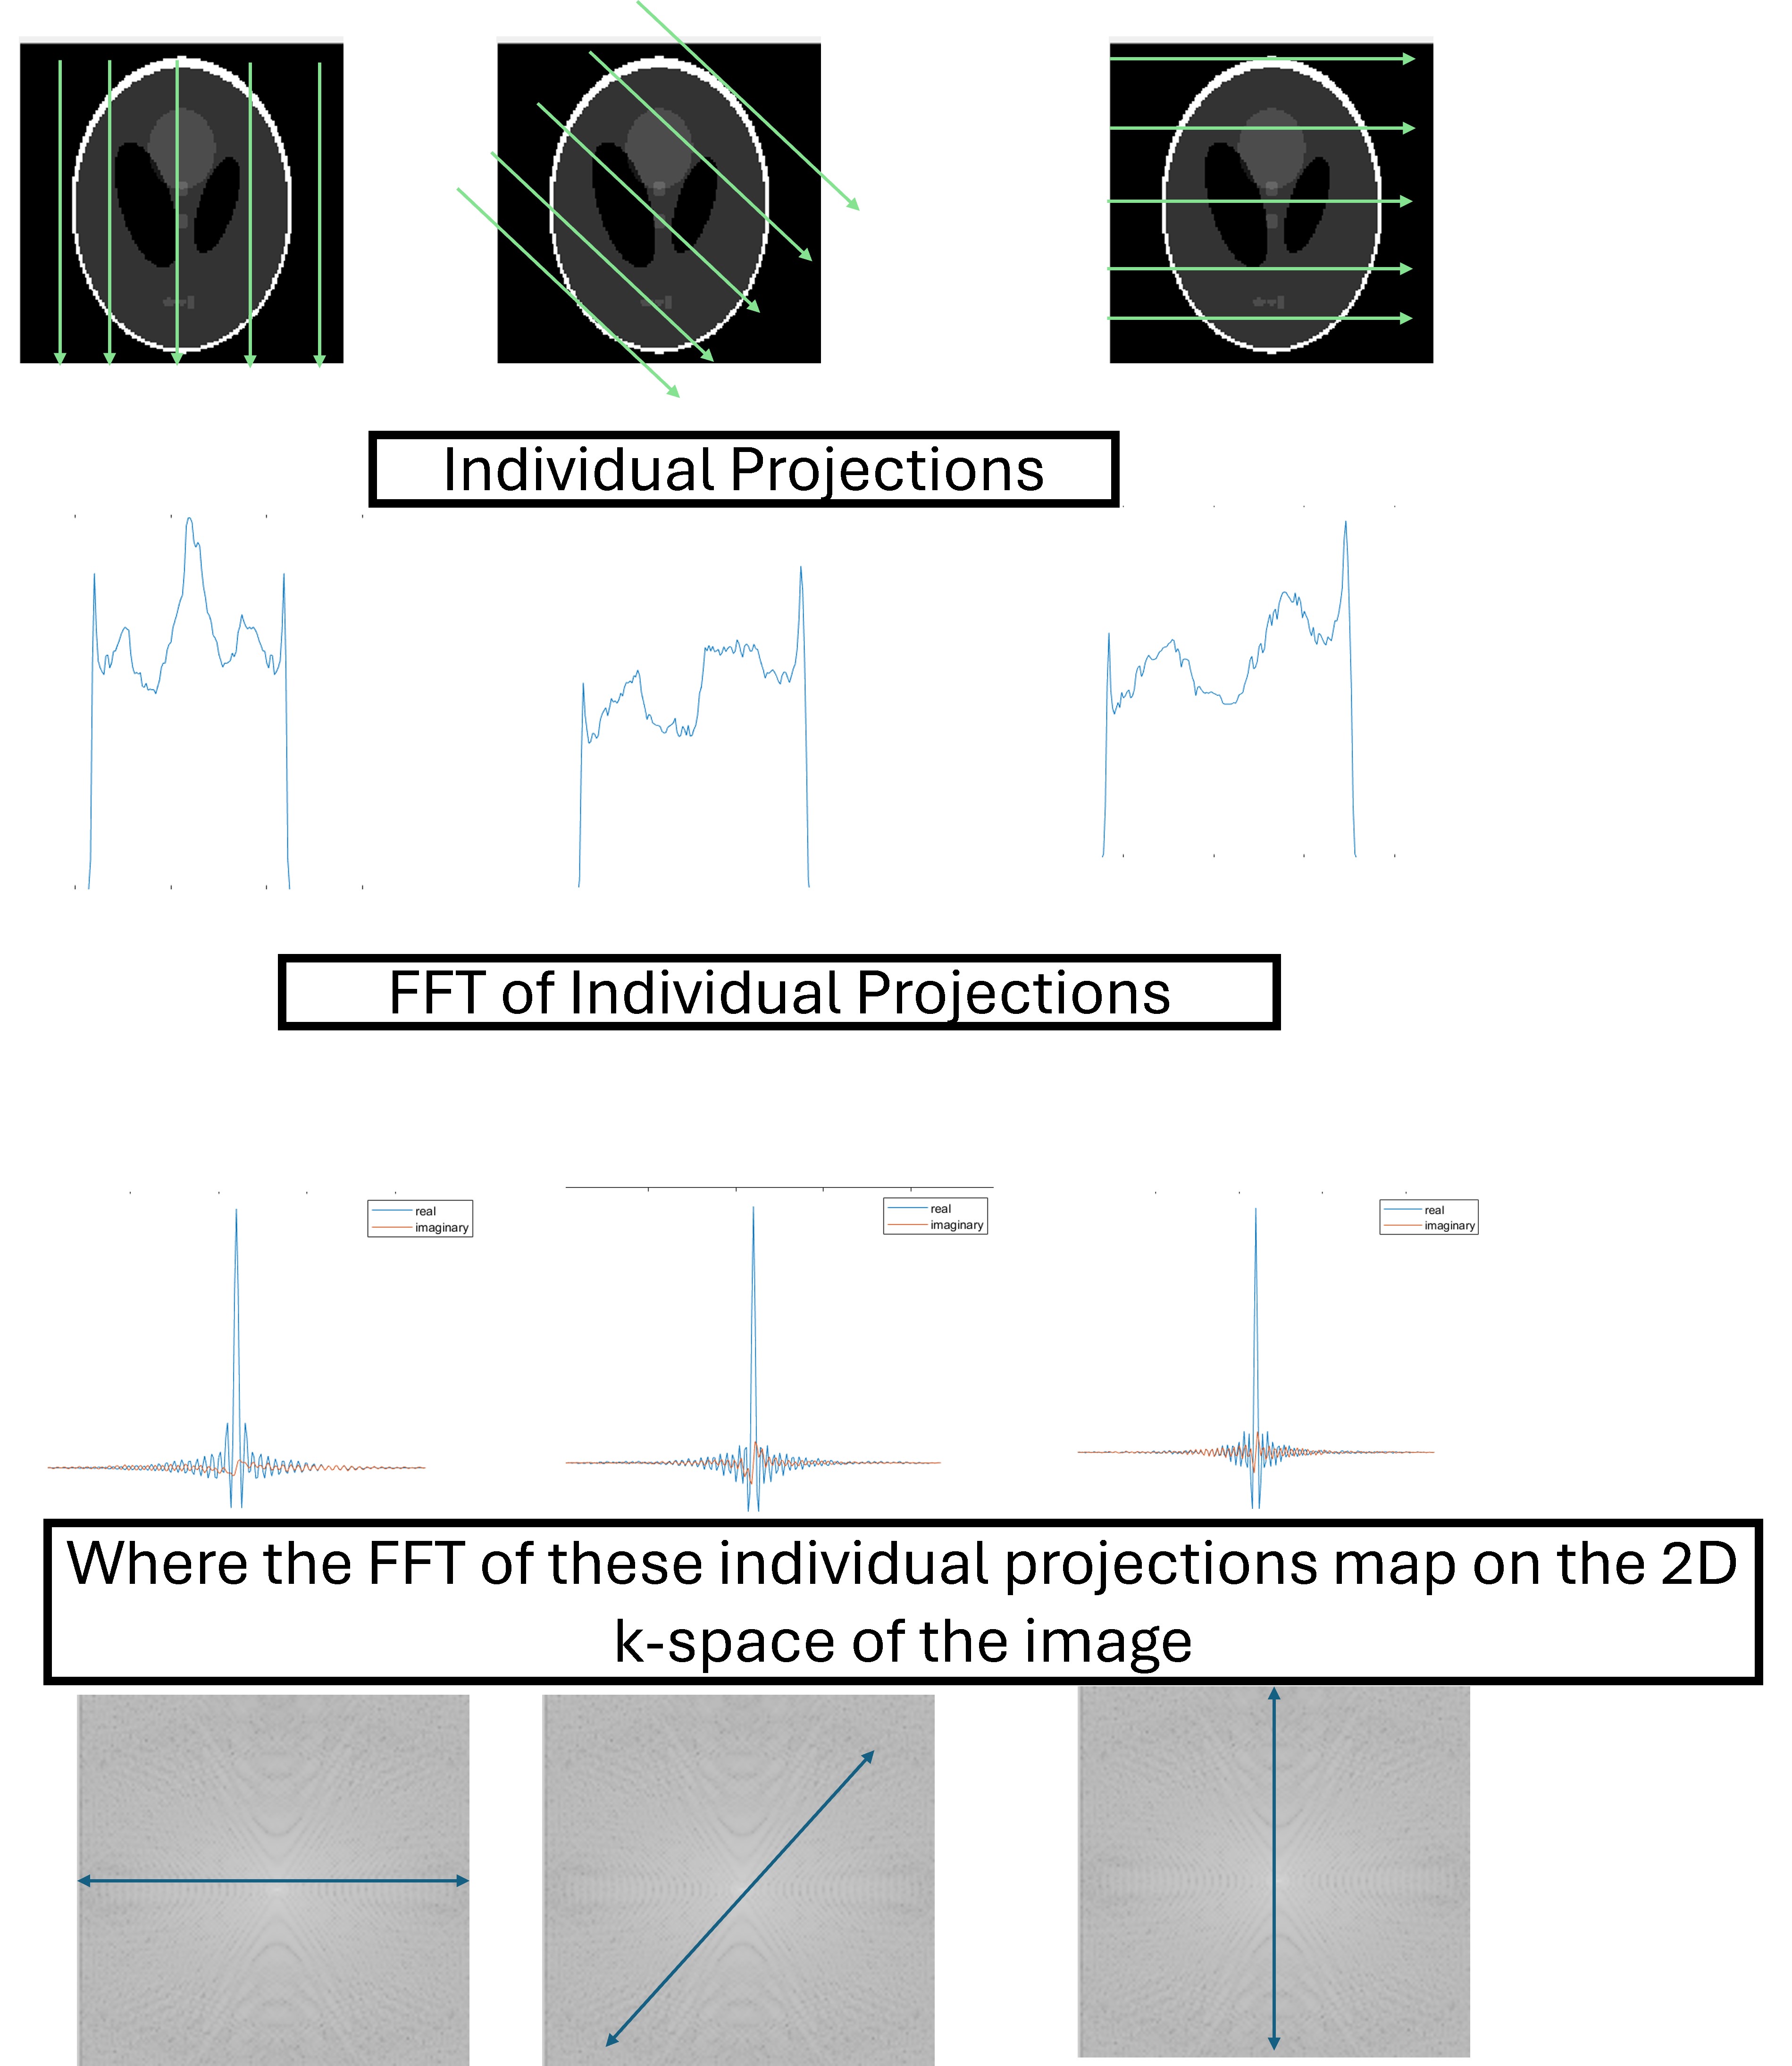 Individual Projections
FFT of Individual Projections
real
imaginary
real
imaginary
real
imaginary
Where the FFT of these individual projections map on the 2D
k-space of the image